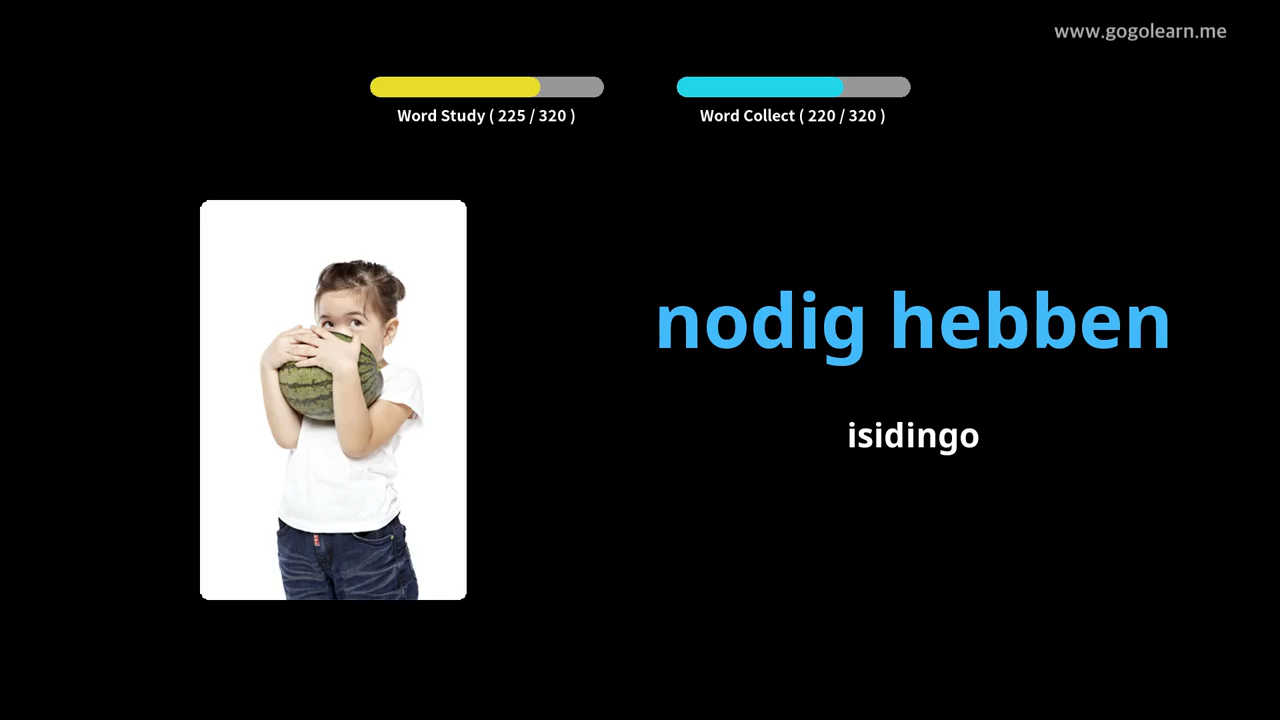 www.gogolearn.me
Word Study ( 225 / 320 )
Word Collect ( 220 / 320 )
nodig hebben
isidingo